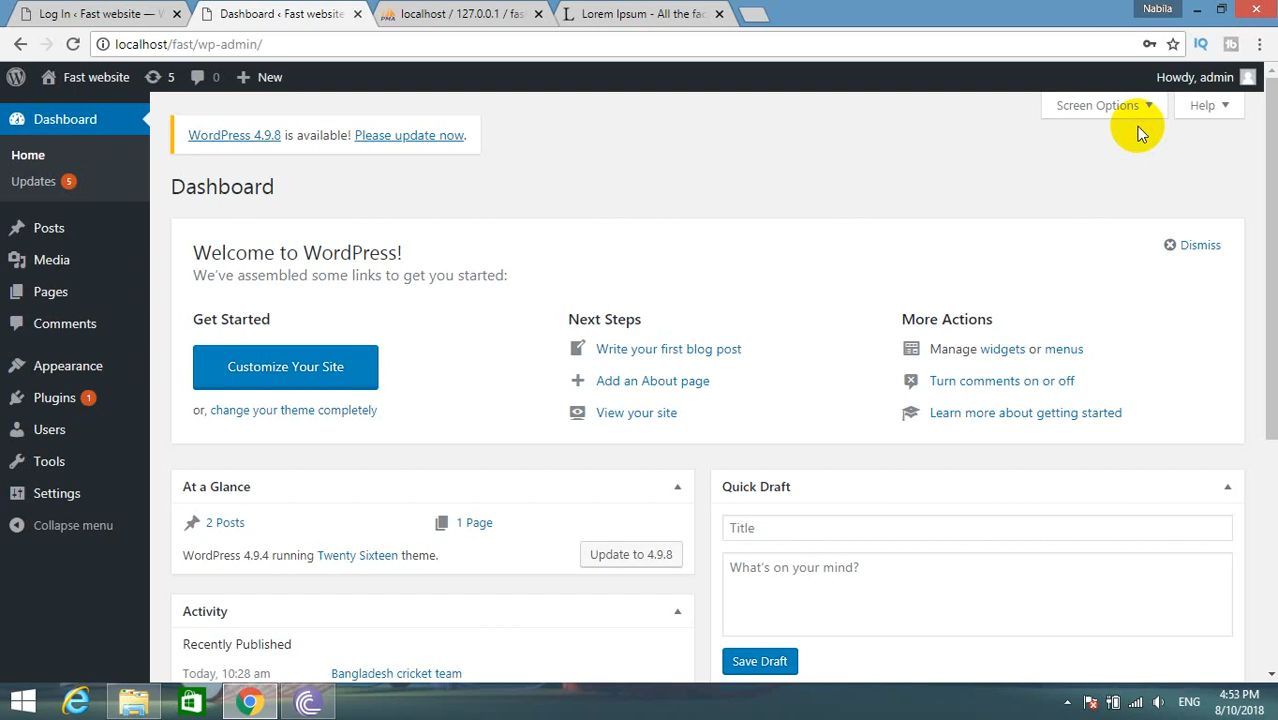 Log In ‹ Fast website —
Dashboard ‹ Fast website
localhost / 127.0.0.1 / fas
Lorem Ipsum - All the fac
Nabila
localhost/fast/wp-admin/
Fast website
5
0
New
Howdy, admin
Dashboard
Home
Updates 5
Posts
Media
Pages
Comments
Appearance
Plugins 1
Users
Tools
Settings
Collapse menu
Screen Options
Help
WordPress 4.9.8 is available! Please update now.
Dashboard
Welcome to WordPress!
We've assembled some links to get you started:
Dismiss
Get Started
Customize Your Site
or, change your theme completely
Next Steps
Write your first blog post
Add an About page
View your site
More Actions
Manage widgets or menus
Turn comments on or off
Learn more about getting started
At a Glance
2 Posts
1 Page
WordPress 4.9.4 running Twenty Sixteen theme.
Update to 4.9.8
Activity
Recently Published
Today, 10:28 am
Bangladesh cricket team
Quick Draft
Title
What's on your mind?
Save Draft
ENG
4:53 PM
8/10/2018